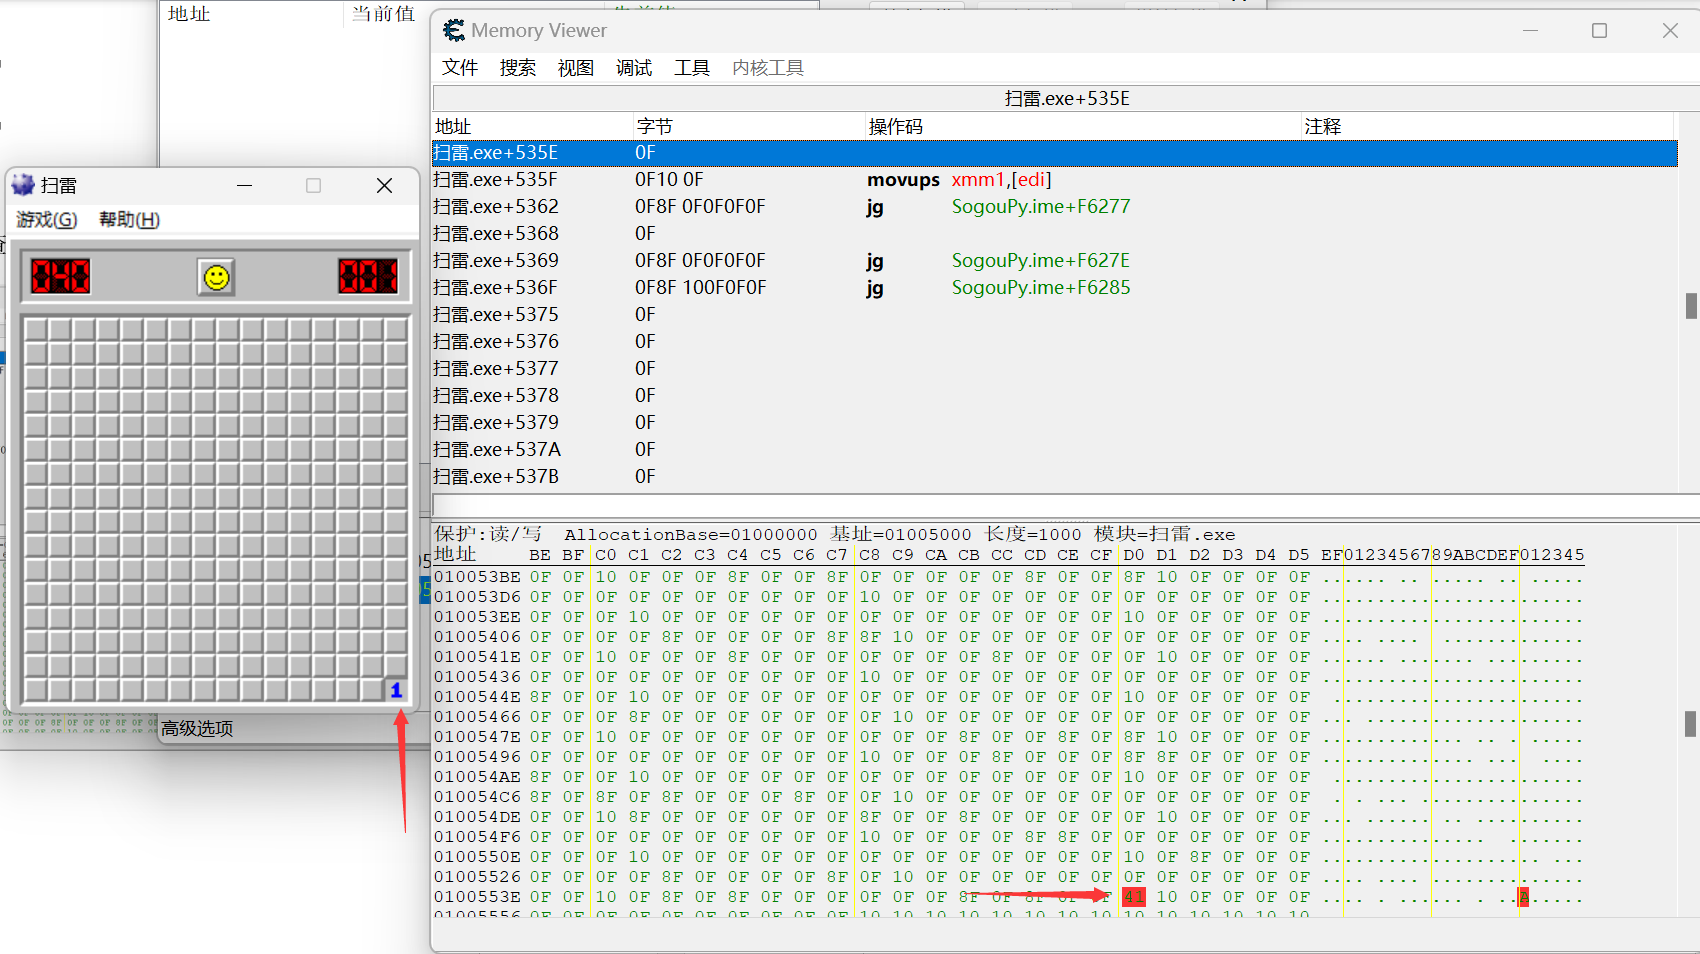 地址 当前值
Memory Viewer
文件 搜索 视图 调试 工具 内核工具
扫雷.exe+535E
地址 字节 操作码 注释
扫雷.exe+535E 0F
扫雷.exe+535F 0F10 0F movups xmm1,[edi]
扫雷.exe+5362 0F8F 0F0F0F0F jg SogouPy.ime+F6277
扫雷.exe+5368 0F
扫雷.exe+5369 0F8F 0F0F0F0F jg SogouPy.ime+F627E
扫雷.exe+536F 0F8F 100F0F0F jg SogouPy.ime+F6285
扫雷.exe+5375 0F
扫雷.exe+5376 0F
扫雷.exe+5377 0F
扫雷.exe+5378 0F
扫雷.exe+5379 0F
扫雷.exe+537A 0F
扫雷.exe+537B 0F
扫雷
游戏(G) 帮助(H)
040 001
1
高级选项
保护:读/写 AllocationBase=01000000 基址=01005000 长度=1000 模块=扫雷.exe
地址 BE BF C0 C1 C2 C3 C4 C5 C6 C7 C8 C9 CA CB CC CD CE CF D0 D1 D2 D3 D4 D5 EF0123456789ABCDEF012345
010053BE 0F 0F 10 0F 0F 0F 8F 0F 0F 8F 0F 0F 0F 0F 0F 8F 0F 0F 8F 10 0F 0F 0F 0F
010053D6 0F 0F 0F 0F 0F 0F 0F 0F 0F 0F 10 0F 0F 0F 0F 0F 0F 0F 0F 0F 0F 0F 0F 0F
010053EE 0F 0F 0F 10 0F 0F 0F 0F 0F 0F 0F 0F 0F 0F 0F 0F 0F 0F 10 0F 0F 0F 0F 0F
01005406 0F 0F 0F 0F 8F 0F 0F 0F 0F 8F 8F 10 0F 0F 0F 0F 0F 0F 0F 0F 0F 0F 0F 0F
0100541E 0F 0F 10 0F 0F 0F 8F 0F 0F 0F 0F 0F 0F 0F 8F 0F 0F 0F 0F 10 0F 0F 0F 0F
01005436 0F 0F 0F 0F 0F 0F 0F 0F 0F 0F 10 0F 0F 0F 0F 0F 0F 0F 0F 0F 0F 0F 0F 0F
0100544E 8F 0F 0F 10 0F 0F 0F 0F 0F 0F 0F 0F 0F 0F 0F 0F 0F 0F 10 0F 0F 0F 0F 0F
01005466 0F 0F 0F 8F 0F 0F 0F 0F 0F 0F 0F 10 0F 0F 0F 0F 0F 0F 0F 0F 0F 0F 0F 0F
0100547E 0F 0F 10 0F 0F 0F 0F 0F 0F 0F 0F 0F 0F 8F 0F 0F 8F 0F 8F 10 0F 0F 0F 0F
01005496 0F 0F 0F 0F 0F 0F 0F 0F 0F 0F 10 0F 0F 0F 8F 0F 0F 0F 8F 8F 0F 0F 0F 0F
010054AE 8F 0F 0F 10 0F 0F 0F 0F 0F 0F 0F 0F 0F 0F 0F 0F 0F 0F 10 0F 0F 0F 0F 0F
010054C6 8F 0F 8F 0F 8F 0F 0F 0F 8F 0F 0F 10 0F 0F 0F 0F 0F 0F 0F 0F 0F 0F 0F 0F
010054DE 0F 0F 10 8F 0F 0F 0F 0F 0F 0F 8F 0F 0F 8F 0F 0F 0F 0F 0F 10 0F 0F 0F 0F
010054F6 0F 0F 0F 0F 0F 0F 0F 0F 0F 0F 10 0F 0F 0F 0F 8F 8F 0F 0F 0F 0F 0F 0F 0F
0100550E 0F 0F 0F 10 0F 0F 0F 0F 0F 0F 0F 0F 0F 0F 0F 0F 0F 0F 10 0F 8F 0F 0F 0F
01005526 0F 0F 0F 0F 8F 0F 0F 0F 0F 8F 0F 10 0F 0F 0F 0F 0F 0F 0F 0F 0F 0F 0F 0F
0100553E 0F 0F 10 0F 8F 0F 8F 0F 0F 0F 0F 0F 0F 8F 0F 8F 0F 0F 41 10 0F 0F 0F 0F A
01005556 0F 0F 0F 0F 0F 0F 0F 0F 0F 0F 10 10 10 10 10 10 10 10 10 10 10 10 10 10